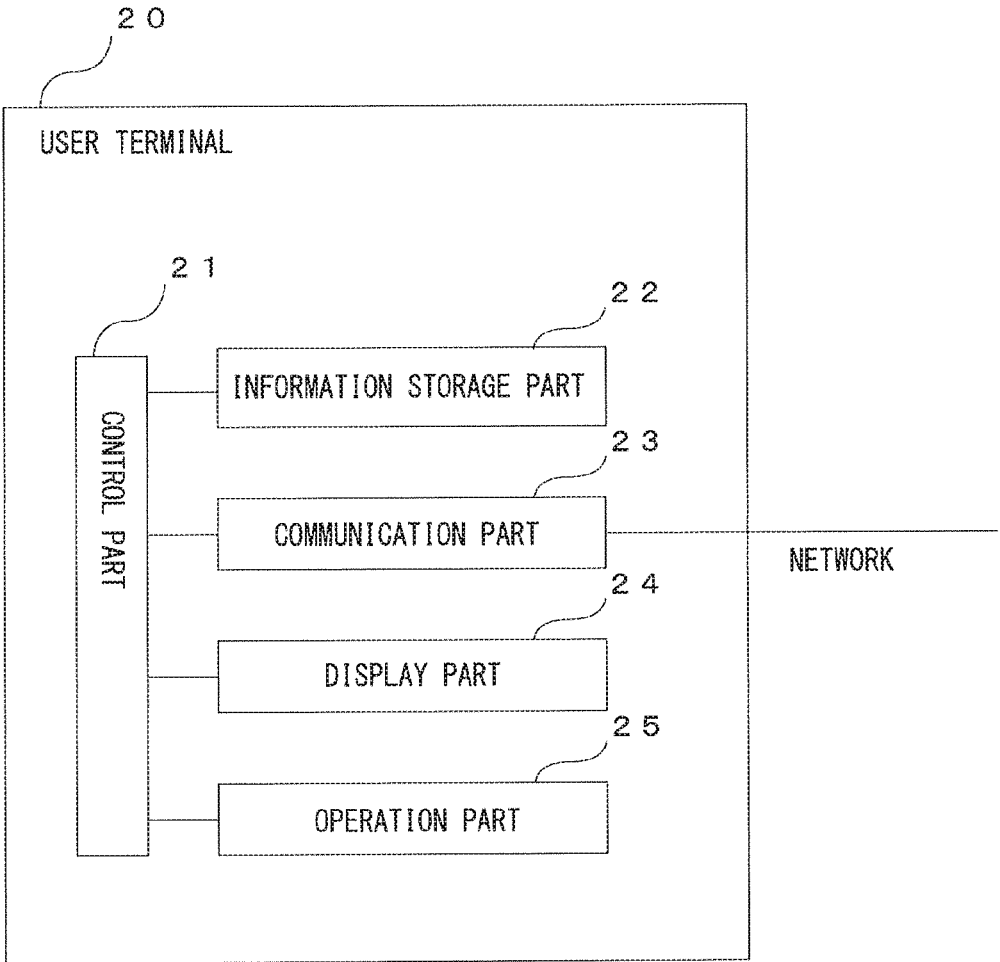 20
USER TERMINAL
21
22
INFORMATION STORAGE PART
CONTROL PART
23
COMMUNICATION PART
NETWORK
24
DISPLAY PART
25
OPERATION PART